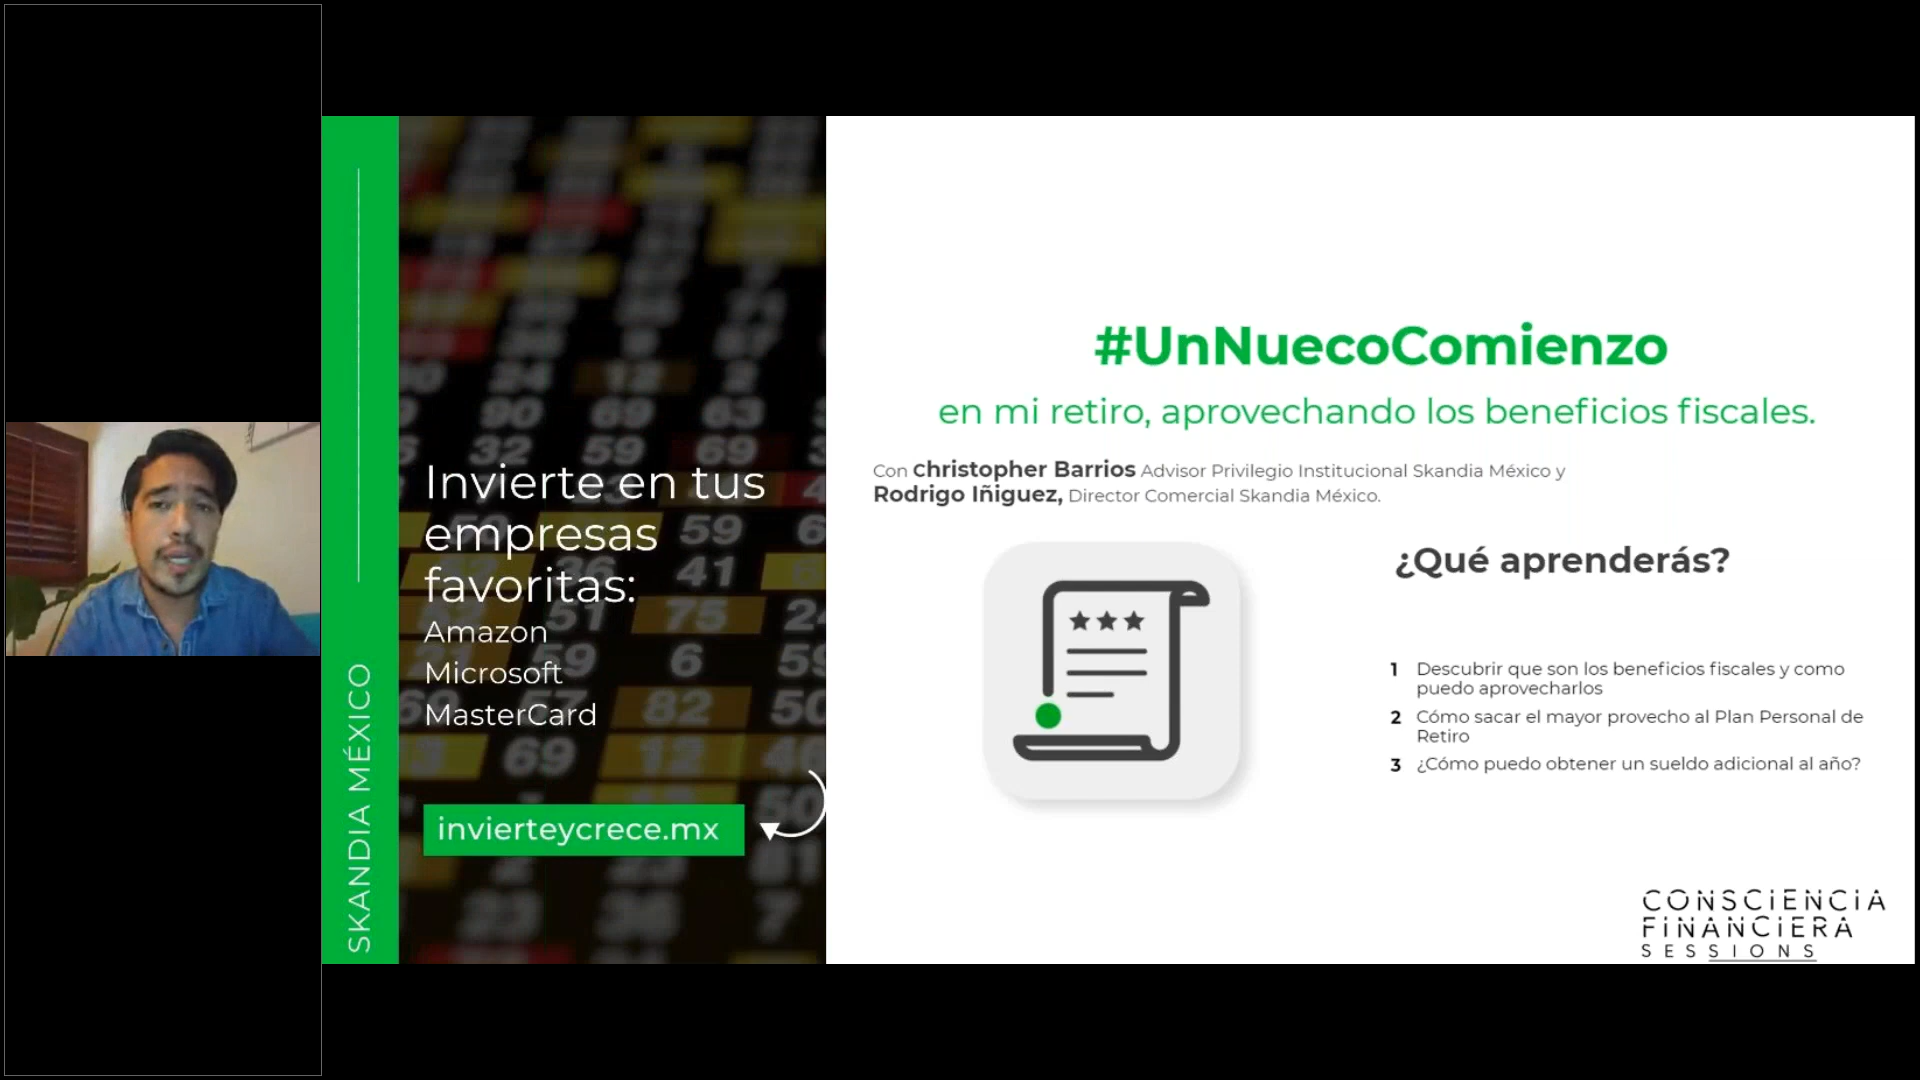 SKANDIA MÉXICO
Invierte en tus
empresas
favoritas:
Amazon
Microsoft
MasterCard
invierteycrece.mx
#UnNuecoComienzo
en mi retiro, aprovechando los beneficios fiscales.
Con Christopher Barrios Advisor Privilegio Institucional Skandia México y
Rodrigo Iñiguez, Director Comercial Skandia México.
¿Qué aprenderás?
1 Descubrir que son los beneficios fiscales y como
puedo aprovecharlos
2 Cómo sacar el mayor provecho al Plan Personal de
Retiro
3 ¿Cómo puedo obtener un sueldo adicional al año?
CONSCIENCIA
FINANCIERA
SESSIONS